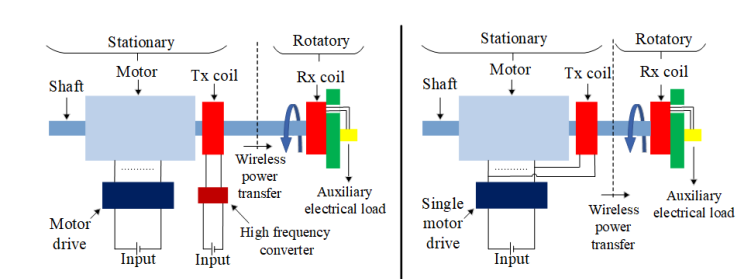 Stationary
Rotatory
Motor
Tx coil
Rx coil
Shaft
Wireless
power
transfer
Auxiliary
electrical load
Motor
drive
High frequency
converter
Input
Input
Stationary
Rotatory
Motor
Tx coil
Rx coil
Shaft
Wireless
power
transfer
Auxiliary
electrical load
Single
motor
drive
Input